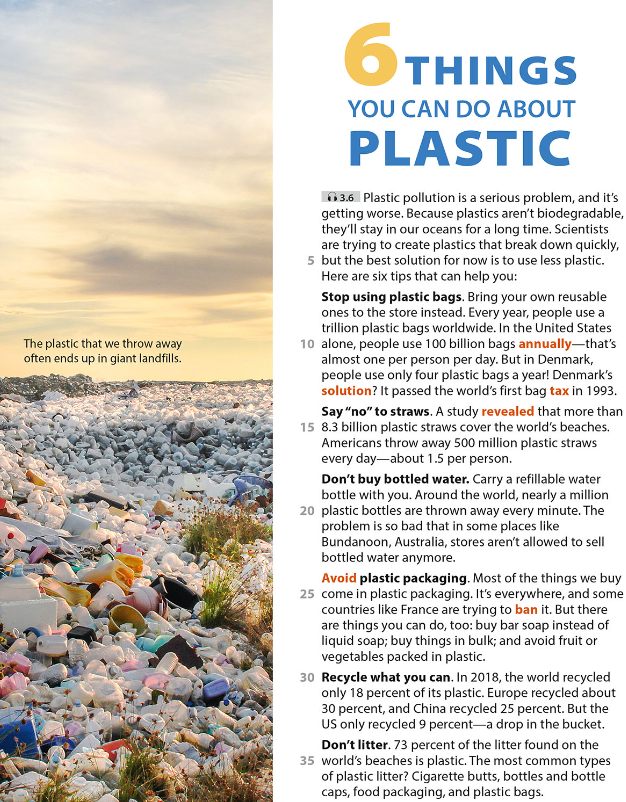 The plastic that we throw away
often ends up in giant landfills.
6 THINGS
YOU CAN DO ABOUT
PLASTIC
3.6 Plastic pollution is a serious problem, and it's
getting worse. Because plastics aren't biodegradable,
they'll stay in our oceans for a long time. Scientists
are trying to create plastics that break down quickly,
5 but the best solution for now is to use less plastic.
Here are six tips that can help you:
Stop using plastic bags. Bring your own reusable
ones to the store instead. Every year, people use a
trillion plastic bags worldwide. In the United States
10 alone, people use 100 billion bags annually—that's
almost one per person per day. But in Denmark,
people use only four plastic bags a year! Denmark's
solution? It passed the world's first bag tax in 1993.
Say "no" to straws. A study revealed that more than
15 8.3 billion plastic straws cover the world's beaches.
Americans throw away 500 million plastic straws
every day—about 1.5 per person.
Don't buy bottled water. Carry a refillable water
bottle with you. Around the world, nearly a million
20 plastic bottles are thrown away every minute. The
problem is so bad that in some places like
Bundanoon, Australia, stores aren't allowed to sell
bottled water anymore.
Avoid plastic packaging. Most of the things we buy
25 come in plastic packaging. It's everywhere, and some
countries like France are trying to ban it. But there
are things you can do, too: buy bar soap instead of
liquid soap; buy things in bulk; and avoid fruit or
vegetables packed in plastic.
30 Recycle what you can. In 2018, the world recycled
only 18 percent of its plastic. Europe recycled about
30 percent, and China recycled 25 percent. But the
US only recycled 9 percent—a drop in the bucket.
Don't litter. 73 percent of the litter found on the
35 world's beaches is plastic. The most common types
of plastic litter? Cigarette butts, bottles and bottle
caps, food packaging, and plastic bags.